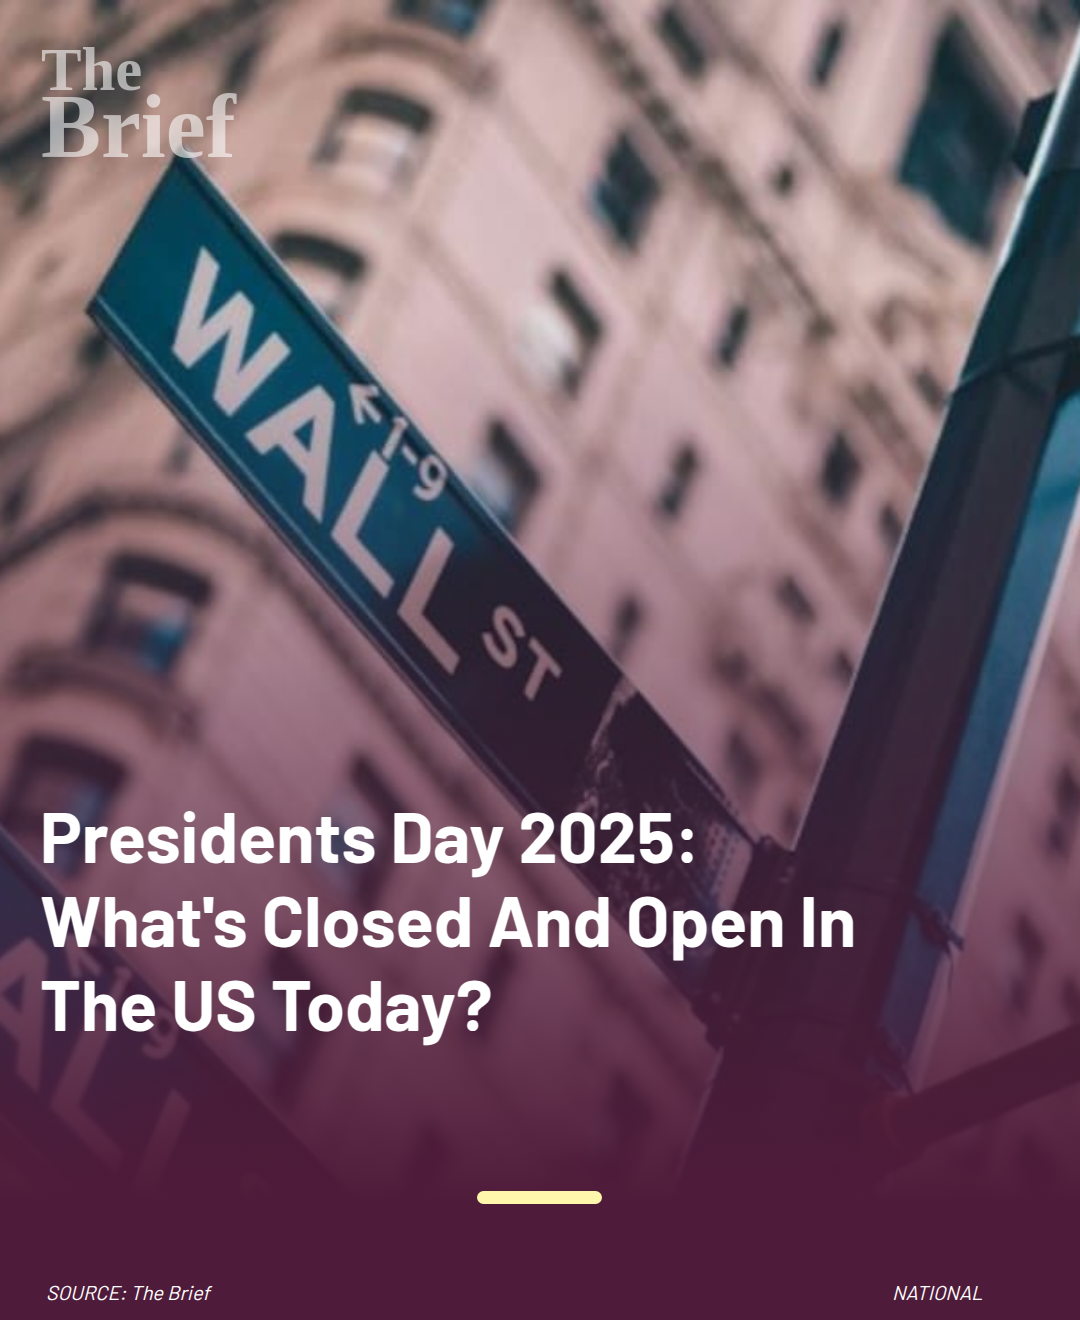 The
Brief
WALL ST
← 1-9
Presidents Day 2025:
What's Closed And Open In
The US Today?
SOURCE: The Brief
NATIONAL